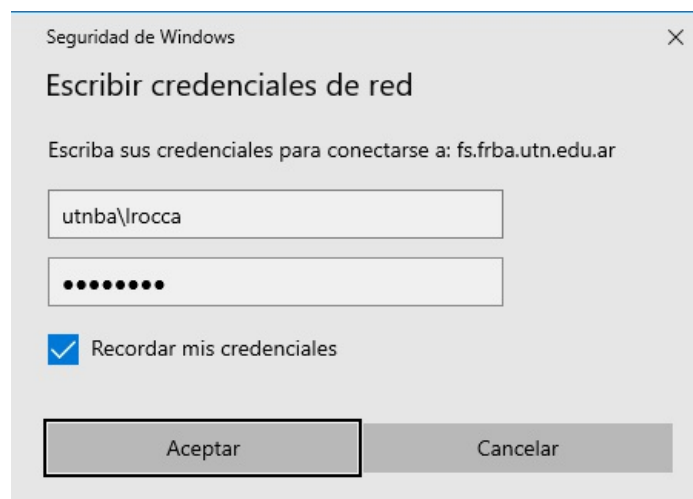 Seguridad de Windows
Escribir credenciales de red
Escriba sus credenciales para conectarse a: fs.frba.utn.edu.ar
utnba\lrocca
••••••••
Recordar mis credenciales
Aceptar
Cancelar